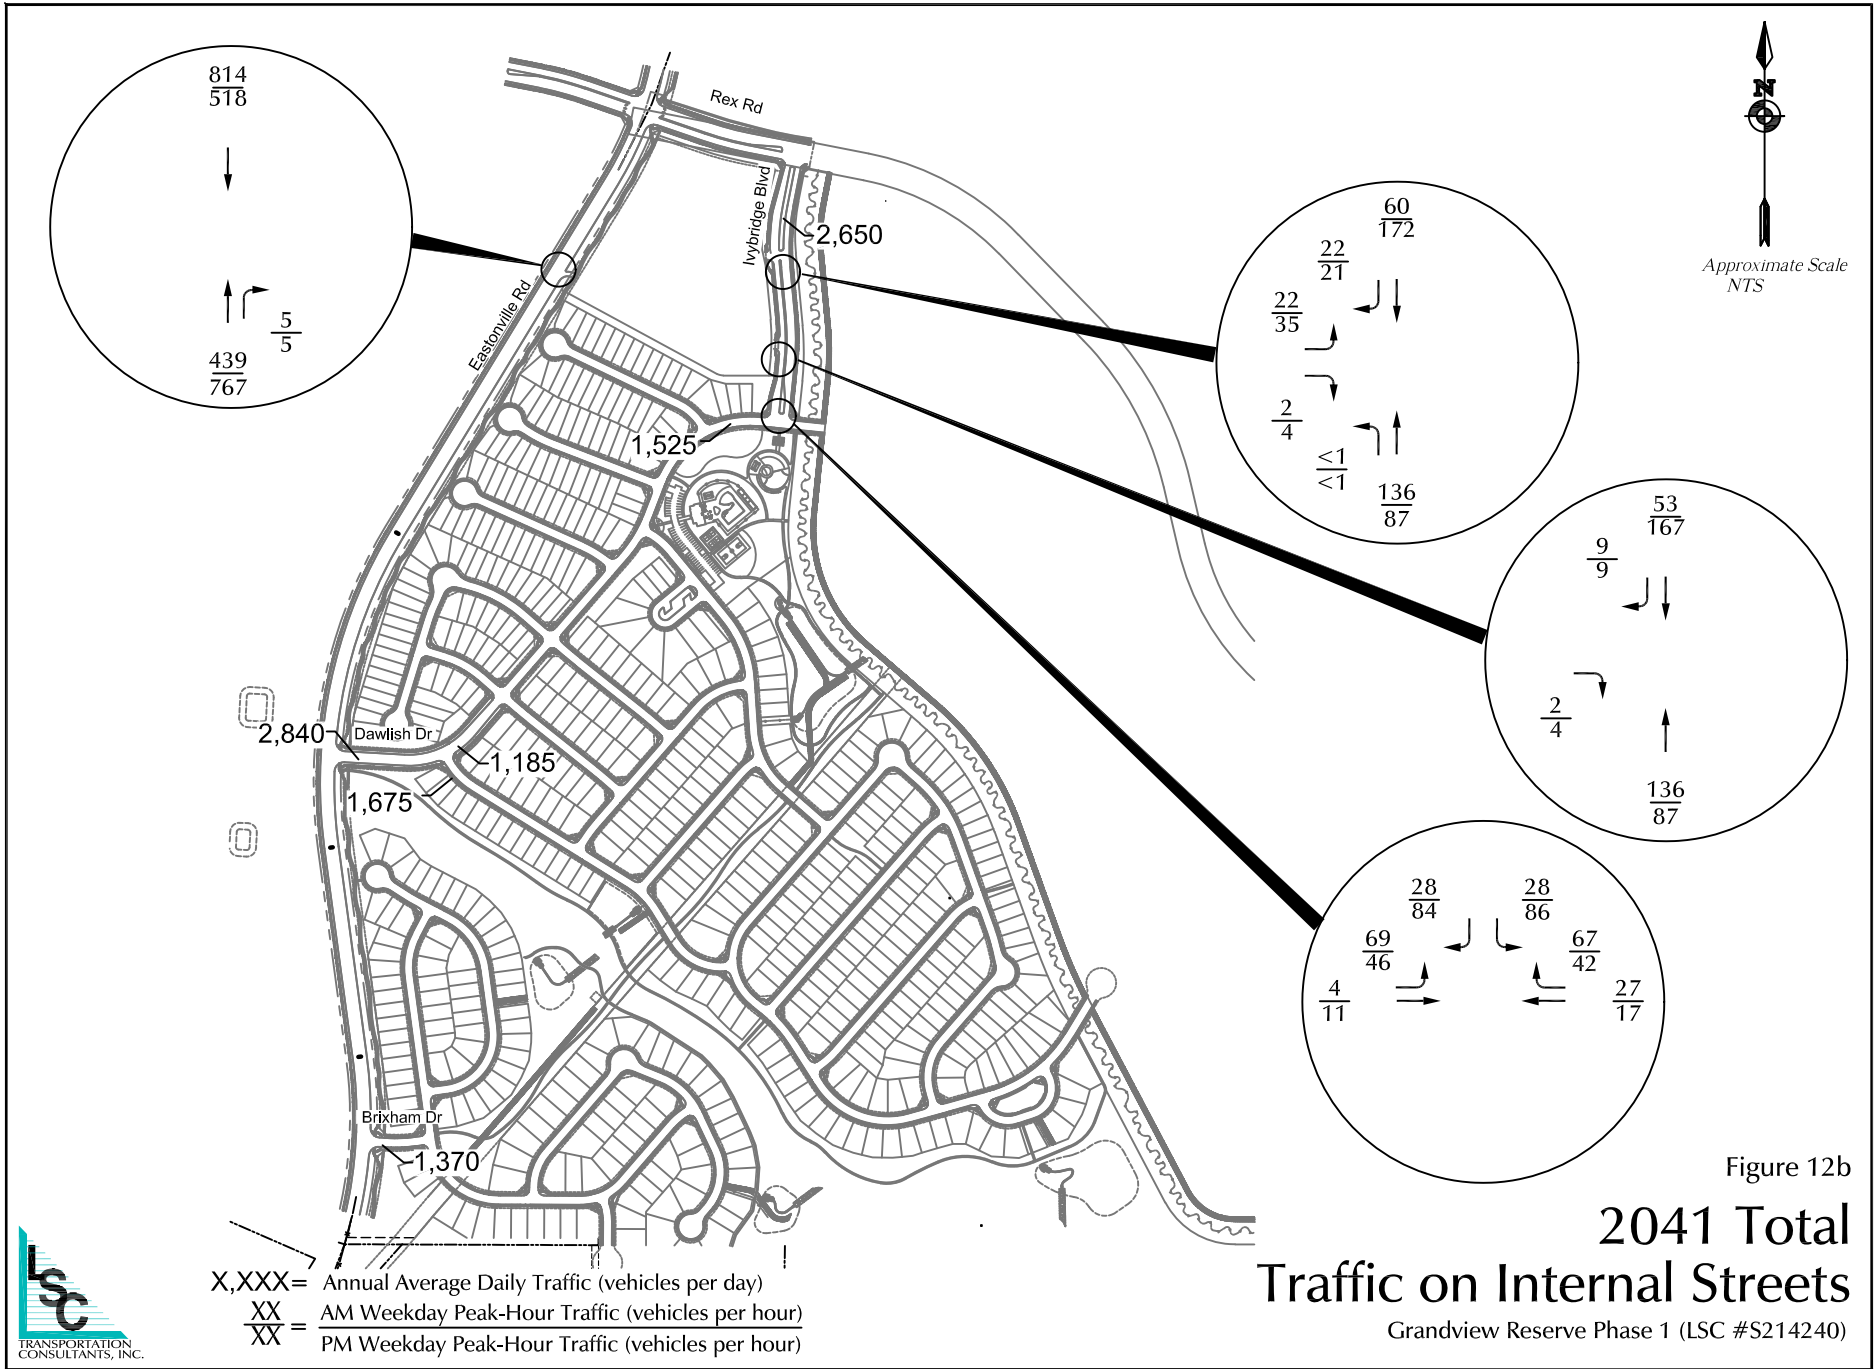 814
518
439
767
5
5
Rex Rd
Ivybridge Blvd
2,650
Eastonville Rd
1,525
N
Approximate Scale
NTS
60
172
22
21
22
35
2
4
<1
<1
136
87
53
167
9
9
2
4
136
87
28
84
28
86
69
46
67
42
4
11
27
17
2,840
Dawlish Dr
1,185
1,675
Brixham Dr
1,370
Figure 12b
2041 Total
Traffic on Internal Streets
Grandview Reserve Phase 1 (LSC #S214240)
X,XXX= Annual Average Daily Traffic (vehicles per day)
XX = AM Weekday Peak-Hour Traffic (vehicles per hour)
XX PM Weekday Peak-Hour Traffic (vehicles per hour)
LSC
TRANSPORTATION
CONSULTANTS, INC.